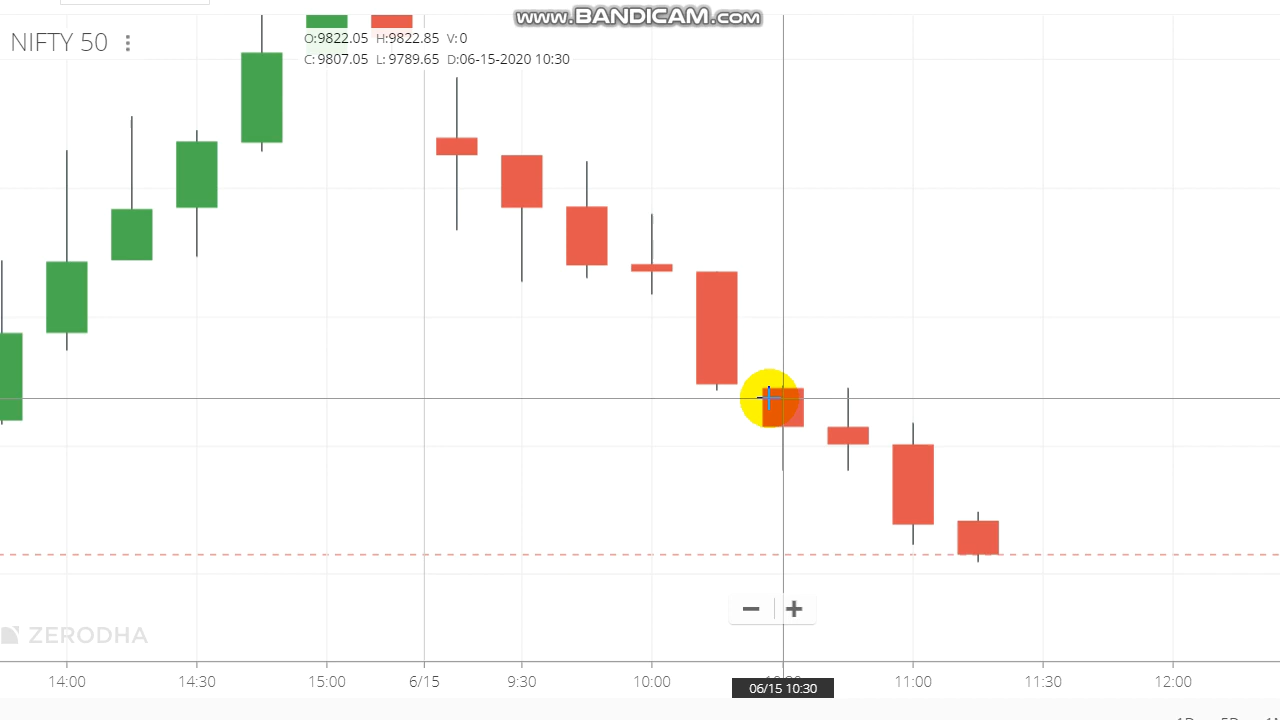 www.BANDICAM.com
NIFTY 50
O:9822.05 H:9822.85 V:0
C: 9807.05 L: 9789.65 D:06-15-2020 10:30
ZERODHA
14:00 14:30 15:00 6/15 9:30 10:00 11:00 11:30 12:00
06/15 10:30